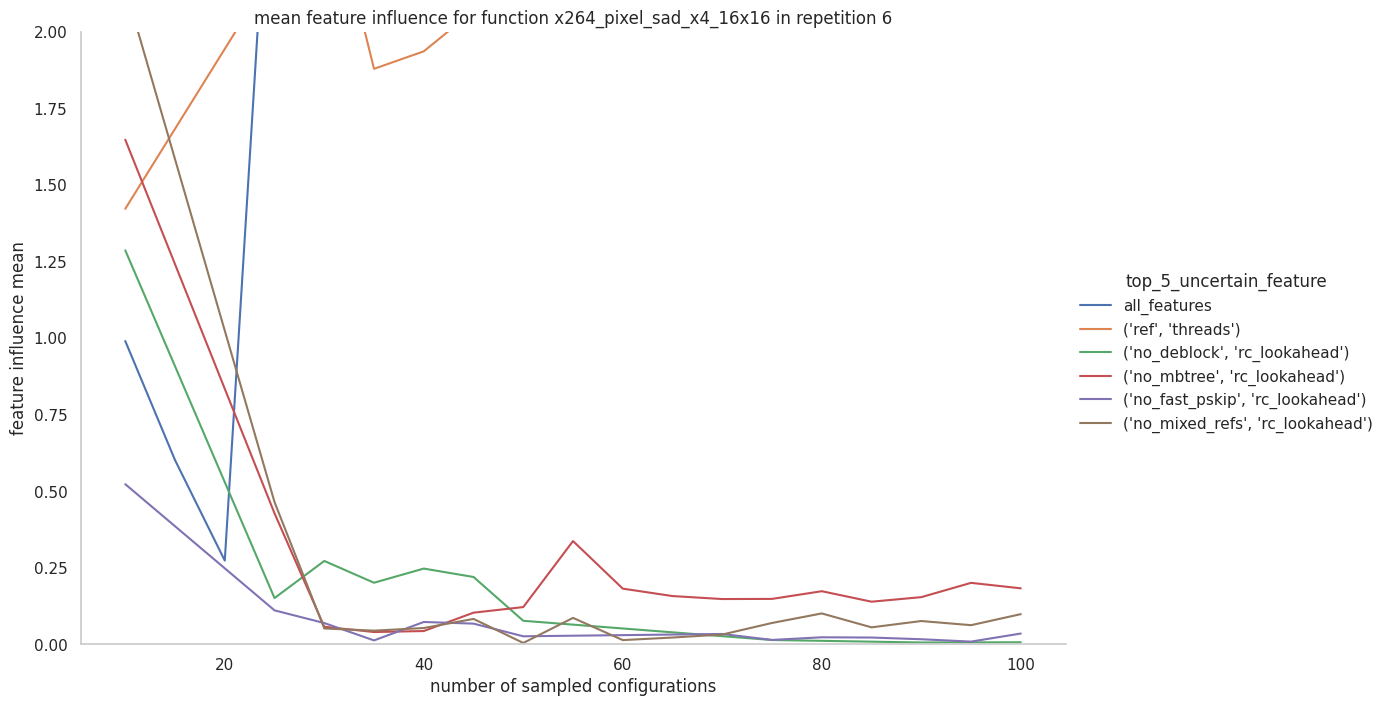 mean feature influence for function x264_pixel_sad_x4_16x16 in repetition 6
2.00
1.75
1.50
1.25
1.00
0.75
0.50
0.25
0.00
feature influence mean
20
40
60
80
100
number of sampled configurations
top_5_uncertain_feature
all_features
('ref', 'threads')
('no_deblock', 'rc_lookahead')
('no_mbtree', 'rc_lookahead')
('no_fast_pskip', 'rc_lookahead')
('no_mixed_refs', 'rc_lookahead')